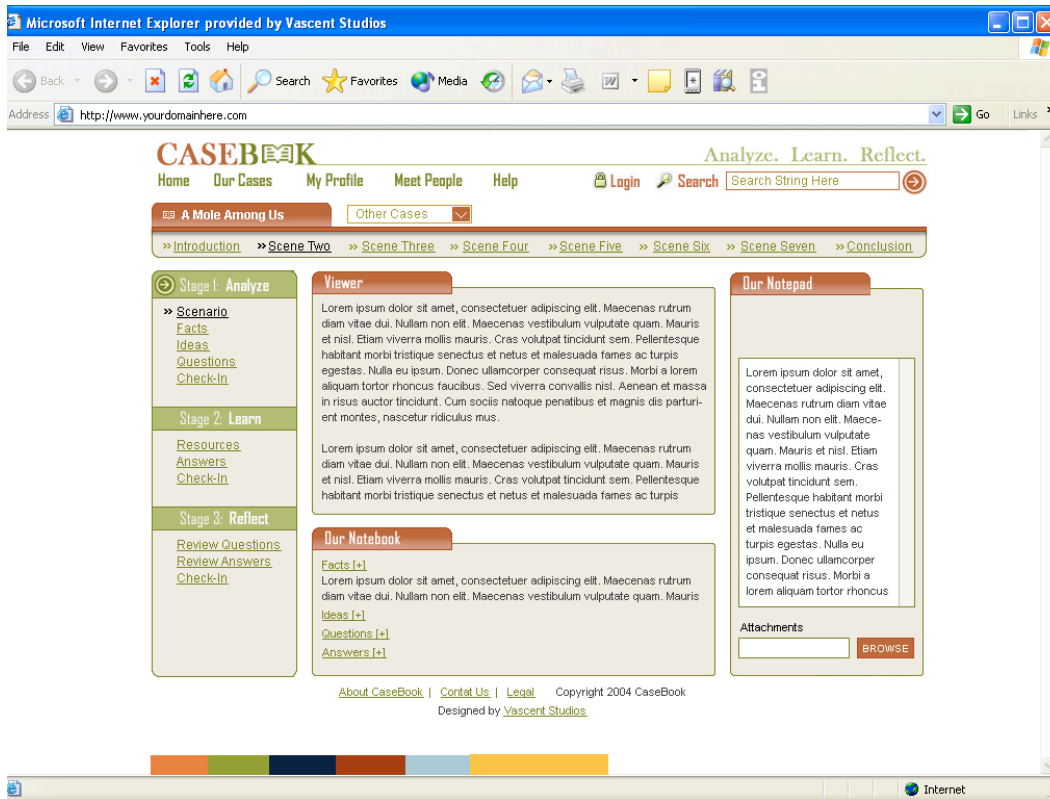 Microsoft Internet Explorer provided by Vascent Studios
File Edit View Favorites Tools Help
Back Search Favorites Media
Address http://www.yourdomainhere.com Go Links
CASEBOOK Analyze. Learn. Reflect.
Home Our Cases My Profile Meet People Help Login Search Search String Here
A Mole Among Us Other Cases
» Introduction » Scene Two » Scene Three » Scene Four » Scene Five » Scene Six » Scene Seven » Conclusion
Stage 1: Analyze
» Scenario
Facts
Ideas
Questions
Check-In
Stage 2: Learn
Resources
Answers
Check-In
Stage 3: Reflect
Review Questions
Review Answers
Check-In
Viewer
Lorem ipsum dolor sit amet, consectetuer adipiscing elit. Maecenas rutrum
diam vitae dui. Nullam non elit. Maecenas vestibulum vulputate quam. Mauris
et nisl. Etiam viverra mollis mauris. Cras volutpat tincidunt sem. Pellentesque
habitant morbi tristique senectus et netus et malesuada fames ac turpis
egestas. Nulla eu ipsum. Donec ullamcorper consequat risus. Morbi a lorem
aliquam tortor rhoncus faucibus. Sed viverra convallis nisl. Aenean et massa
in risus auctor tincidunt. Cum sociis natoque penatibus et magnis dis parturi-
ent montes, nascetur ridiculus mus.
Lorem ipsum dolor sit amet, consectetuer adipiscing elit. Maecenas rutrum
diam vitae dui. Nullam non elit. Maecenas vestibulum vulputate quam. Mauris
et nisl. Etiam viverra mollis mauris. Cras volutpat tincidunt sem. Pellentesque
habitant morbi tristique senectus et netus et malesuada fames ac turpis
Our Notebook
Facts [+]
Lorem ipsum dolor sit amet, consectetuer adipiscing elit. Maecenas rutrum
diam vitae dui. Nullam non elit. Maecenas vestibulum vulputate quam. Mauris
Ideas [+]
Questions [+]
Answers [+]
Our Notepad
Lorem ipsum dolor sit amet,
consectetuer adipiscing elit.
Maecenas rutrum diam vitae
dui. Nullam non elit. Maece-
nas vestibulum vulputate
quam. Mauris et nisl. Etiam
viverra mollis mauris. Cras
volutpat tincidunt sem.
Pellentesque habitant morbi
tristique senectus et netus
et malesuada fames ac
turpis egestas. Nulla eu
ipsum. Donec ullamcorper
consequat risus. Morbi a
lorem aliquam tortor rhoncus
Attachments
BROWSE
About CaseBook | Contat Us | Legal Copyright 2004 CaseBook
Designed by Vascent Studios
Internet